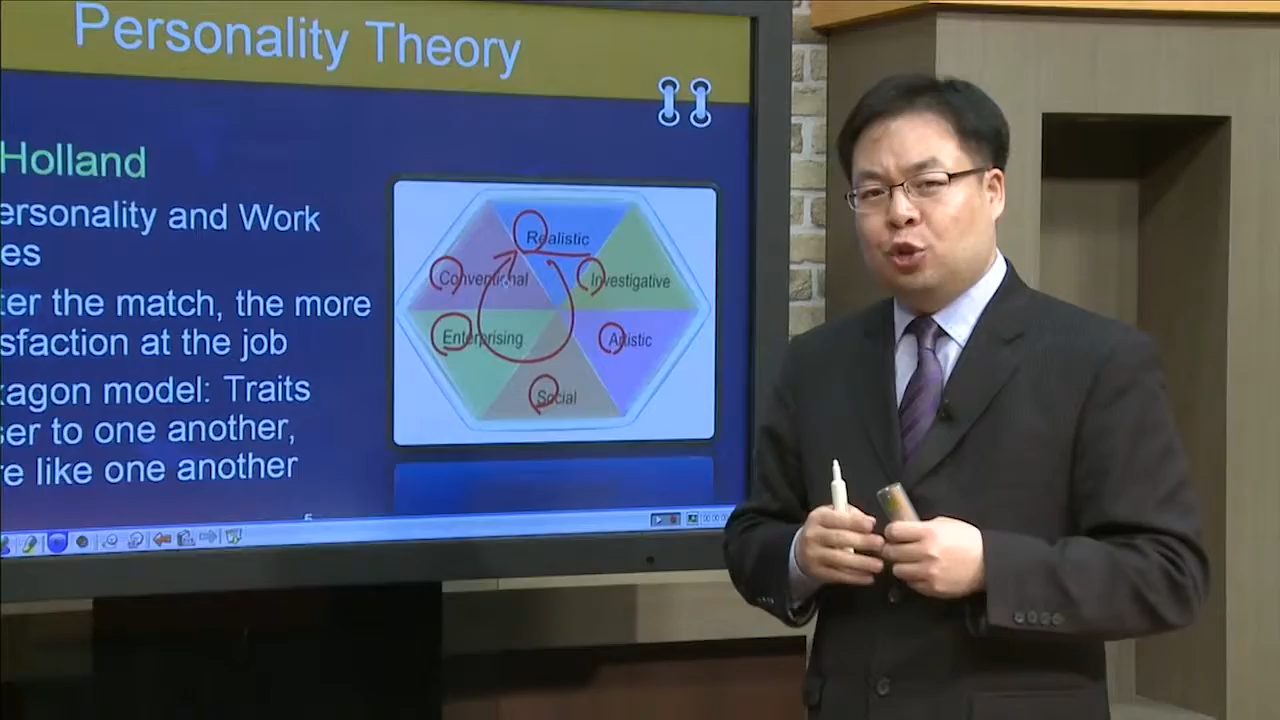 Personality Theory
Holland
ersonality and Work
es
ter the match, the more
sfaction at the job
agon model: Traits
ser to one another,
e like one another
Realistic
Conventional
Investigative
Enterprising
Artistic
Social
5